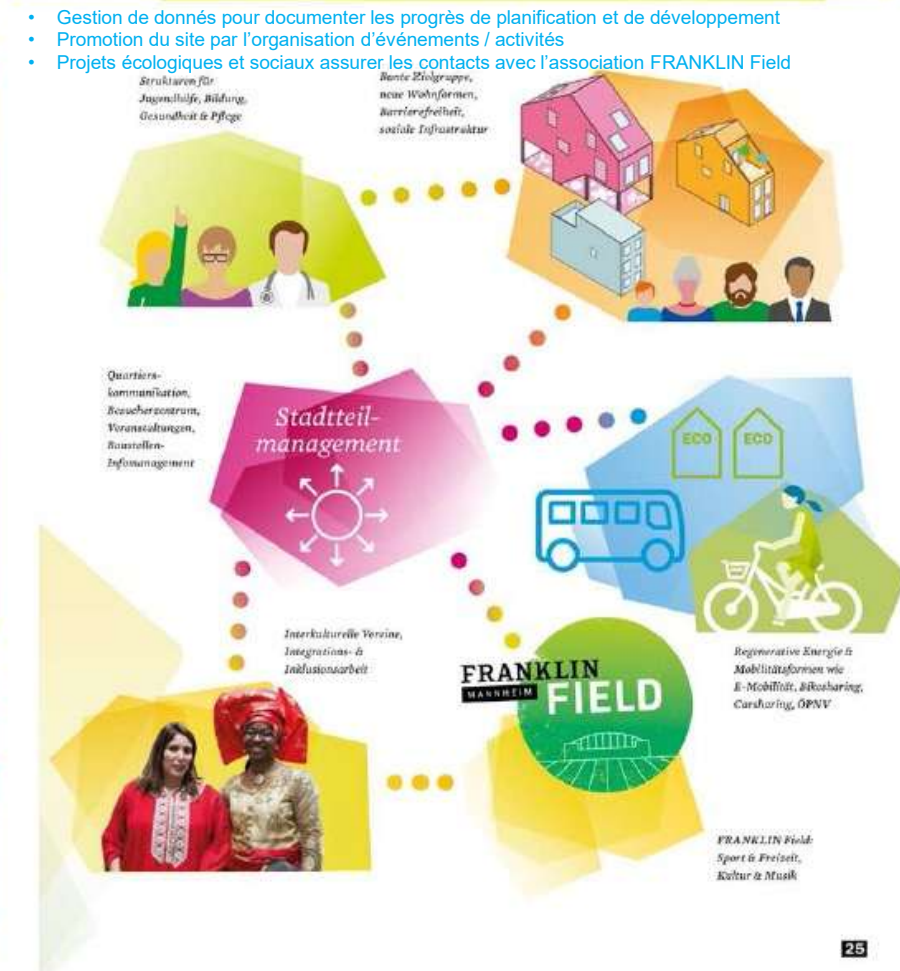 • Gestion de donnés pour documenter les progrès de planification et de développement
• Promotion du site par l’organisation d’événements / activités
• Projets écologiques et sociaux assurer les contacts avec l’association FRANKLIN Field
Strukturen für
Jugendhilfe, Bildung,
Gesundheit & Pflege
Bunte Zielgruppe,
neue Wohnformen,
Barrierefreiheit,
soziale Infrastruktur
Quartiers-
kommunikation,
Besucherzentrum,
Veranstaltungen,
Baustellen-
Infomanagement
Stadtteil-
management
ECO ECO
Interkulturelle Vereine,
Integrations- &
Inklusionsarbeit
FRANKLIN
MANNHEIM
FIELD
Regenerative Energie &
Mobilitätsformen wie
E-Mobilität, Bikesharing,
Carsharing, ÖPNV
FRANKLIN Field:
Sport & Freizeit,
Kultur & Musik
25